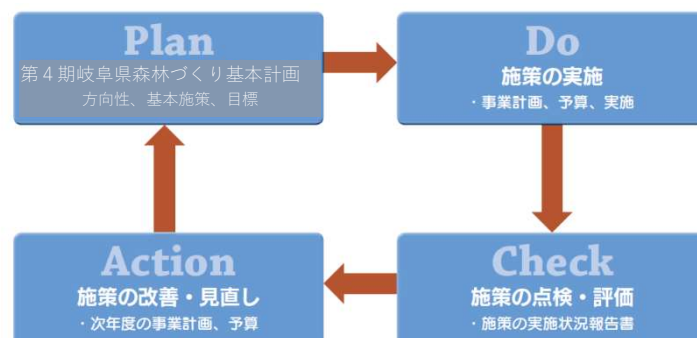 Plan
第４期岐阜県森林づくり基本計画
方向性、基本施策、目標
Do
施策の実施
・事業計画、予算、実施
Action
施策の改善・見直し
・次年度の事業計画、予算
Check
施策の点検・評価
・施策の実施状況報告書